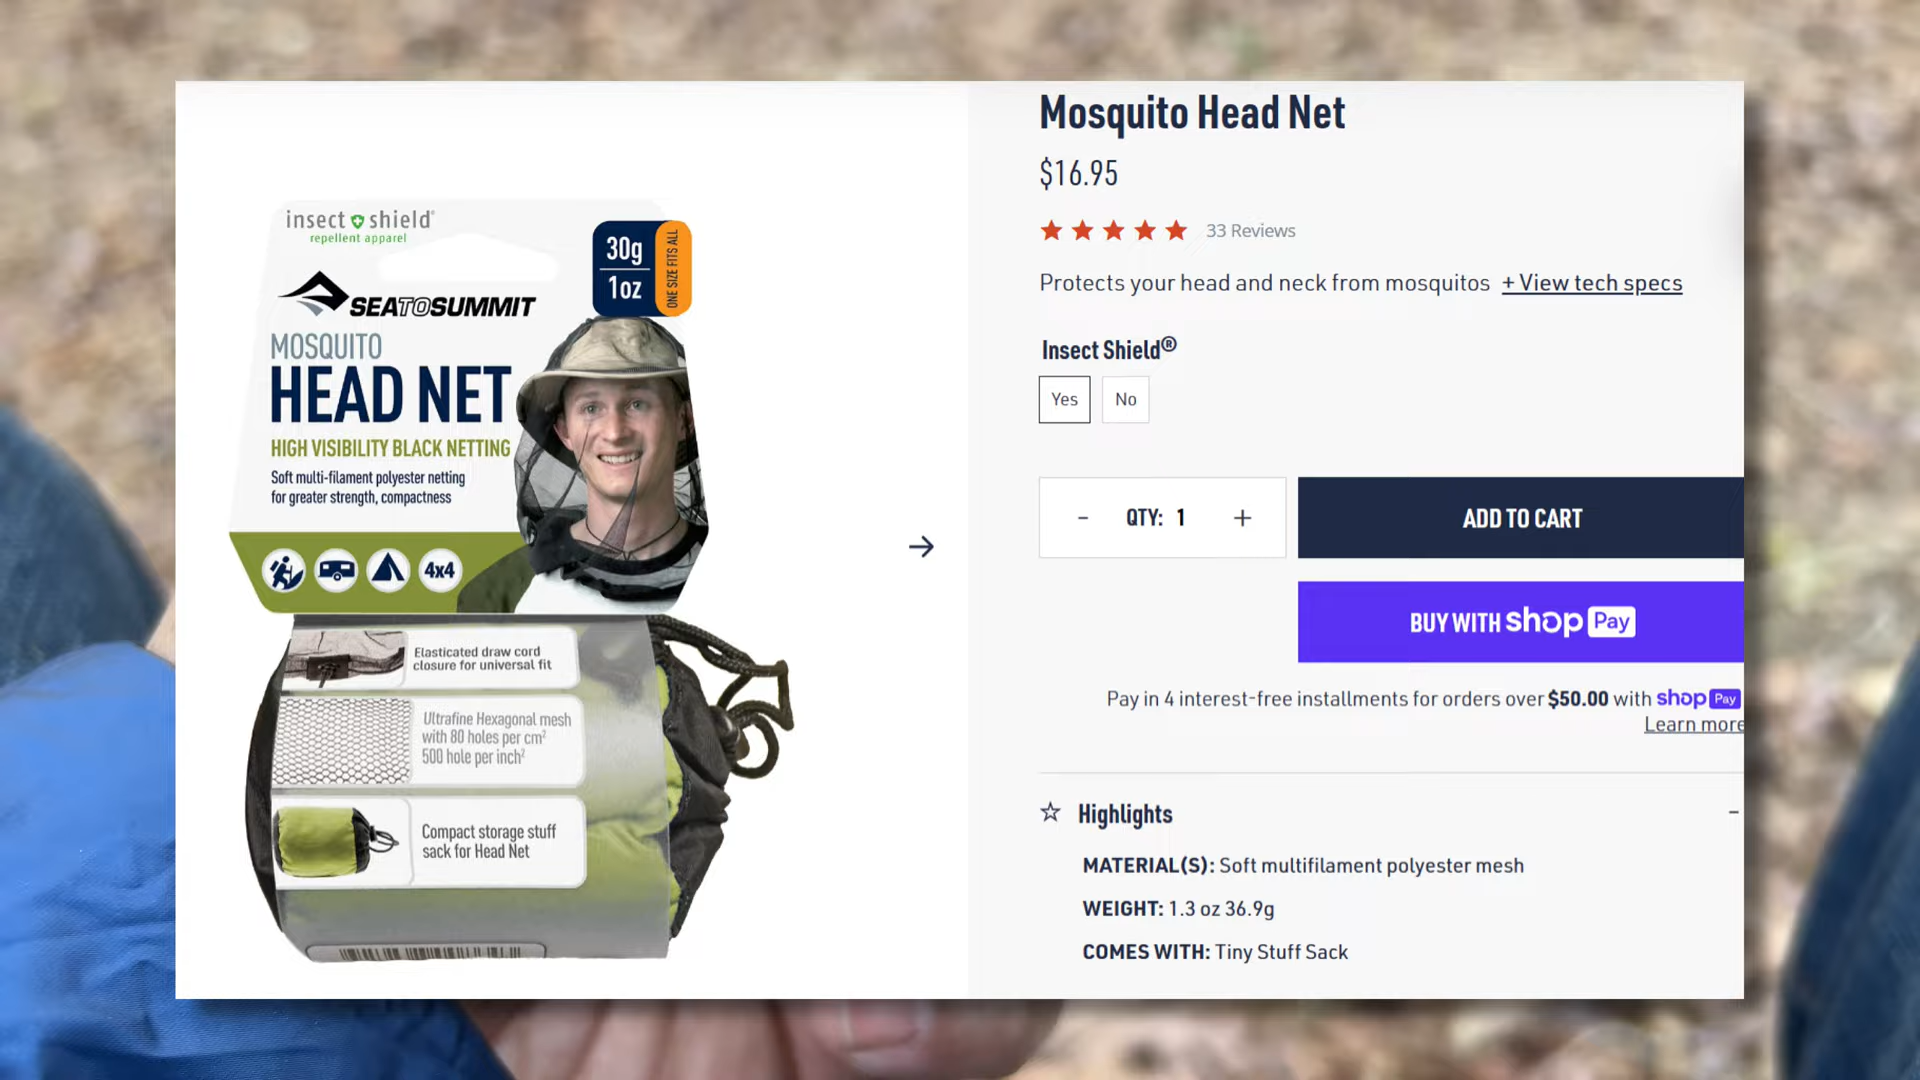 insect shield®
repellent apparel
SEATOSUMMIT
30g
1oz
ONE SIZE FITS ALL
MOSQUITO
HEAD NET
HIGH VISIBILITY BLACK NETTING
Soft multi-filament polyester netting
for greater strength, compactness
4x4
Elasticated draw cord
closure for universal fit
Ultrafine Hexagonal mesh
with 80 holes per cm²
500 hole per inch²
Compact storage stuff
sack for Head Net
Mosquito Head Net
$16.95
33 Reviews
Protects your head and neck from mosquitos + View tech specs
Insect Shield®
Yes No
- QTY: 1 +
ADD TO CART
BUY WITH shop Pay
Pay in 4 interest-free installments for orders over $50.00 with shop Pay
Learn more
Highlights
MATERIAL(S): Soft multifilament polyester mesh
WEIGHT: 1.3 oz 36.9g
COMES WITH: Tiny Stuff Sack